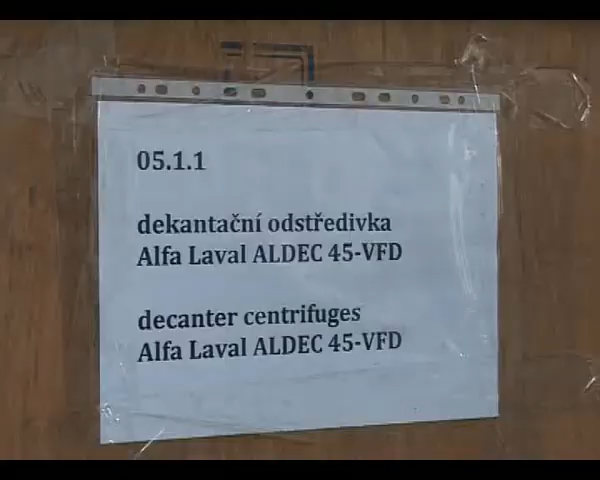 05.1.1
dekantační odstředivka
Alfa Laval ALDEC 45-VFD
decanter centrifuges
Alfa Laval ALDEC 45-VFD